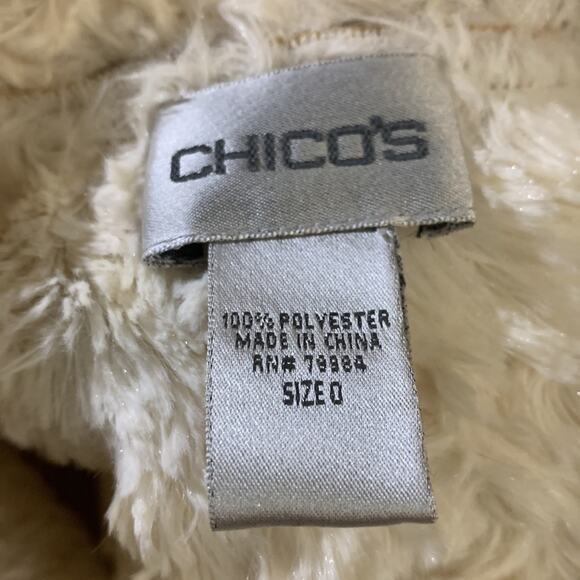 CHICO'S
100% POLYESTER
MADE IN CHINA
RN# 79984
SIZE 0